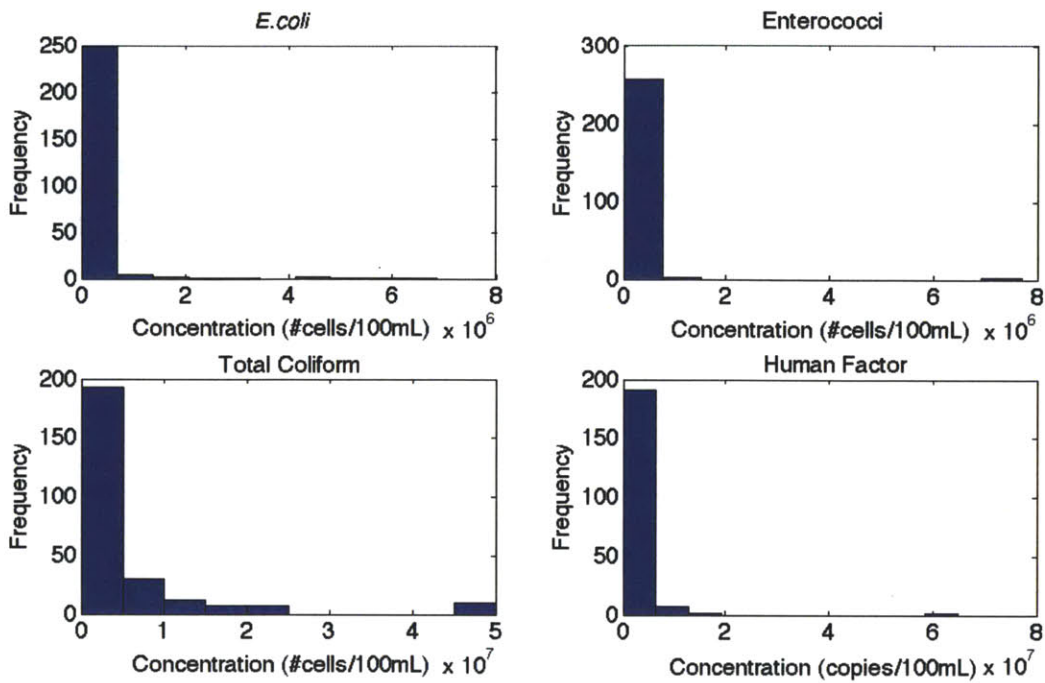 E.coli
250
200
150
100
50
0
Frequency
0 2 4 6 8
Concentration (#cells/100mL) x 10^6
Enterococci
300
200
100
0
Frequency
0 2 4 6 8
Concentration (#cells/100mL) x 10^6
Total Coliform
200
150
100
50
0
Frequency
0 1 2 3 4 5
Concentration (#cells/100mL) x 10^7
Human Factor
200
150
100
50
0
Frequency
0 2 4 6 8
Concentration (copies/100mL) x 10^7